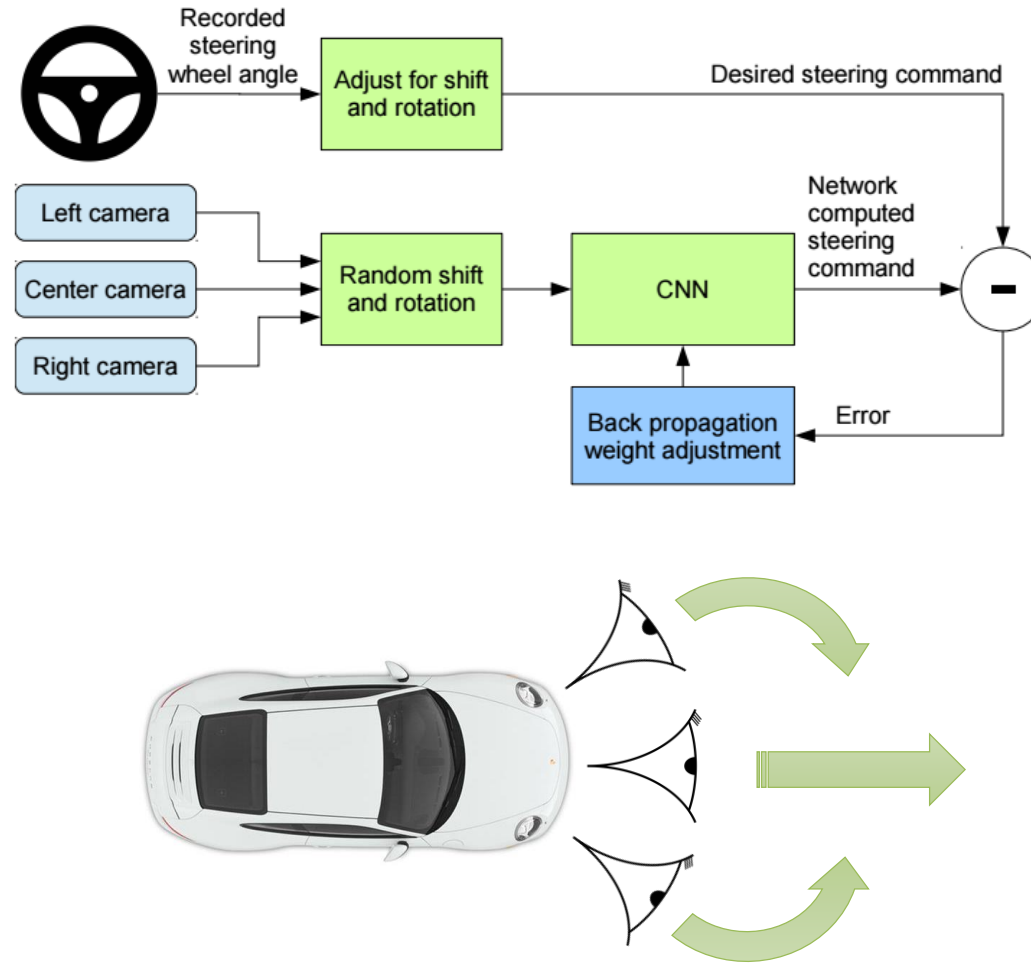 Recorded
steering
wheel angle
Adjust for shift
and rotation
Desired steering command
Left camera
Center camera
Right camera
Random shift
and rotation
CNN
Network
computed
steering
command
-
Back propagation
weight adjustment
Error